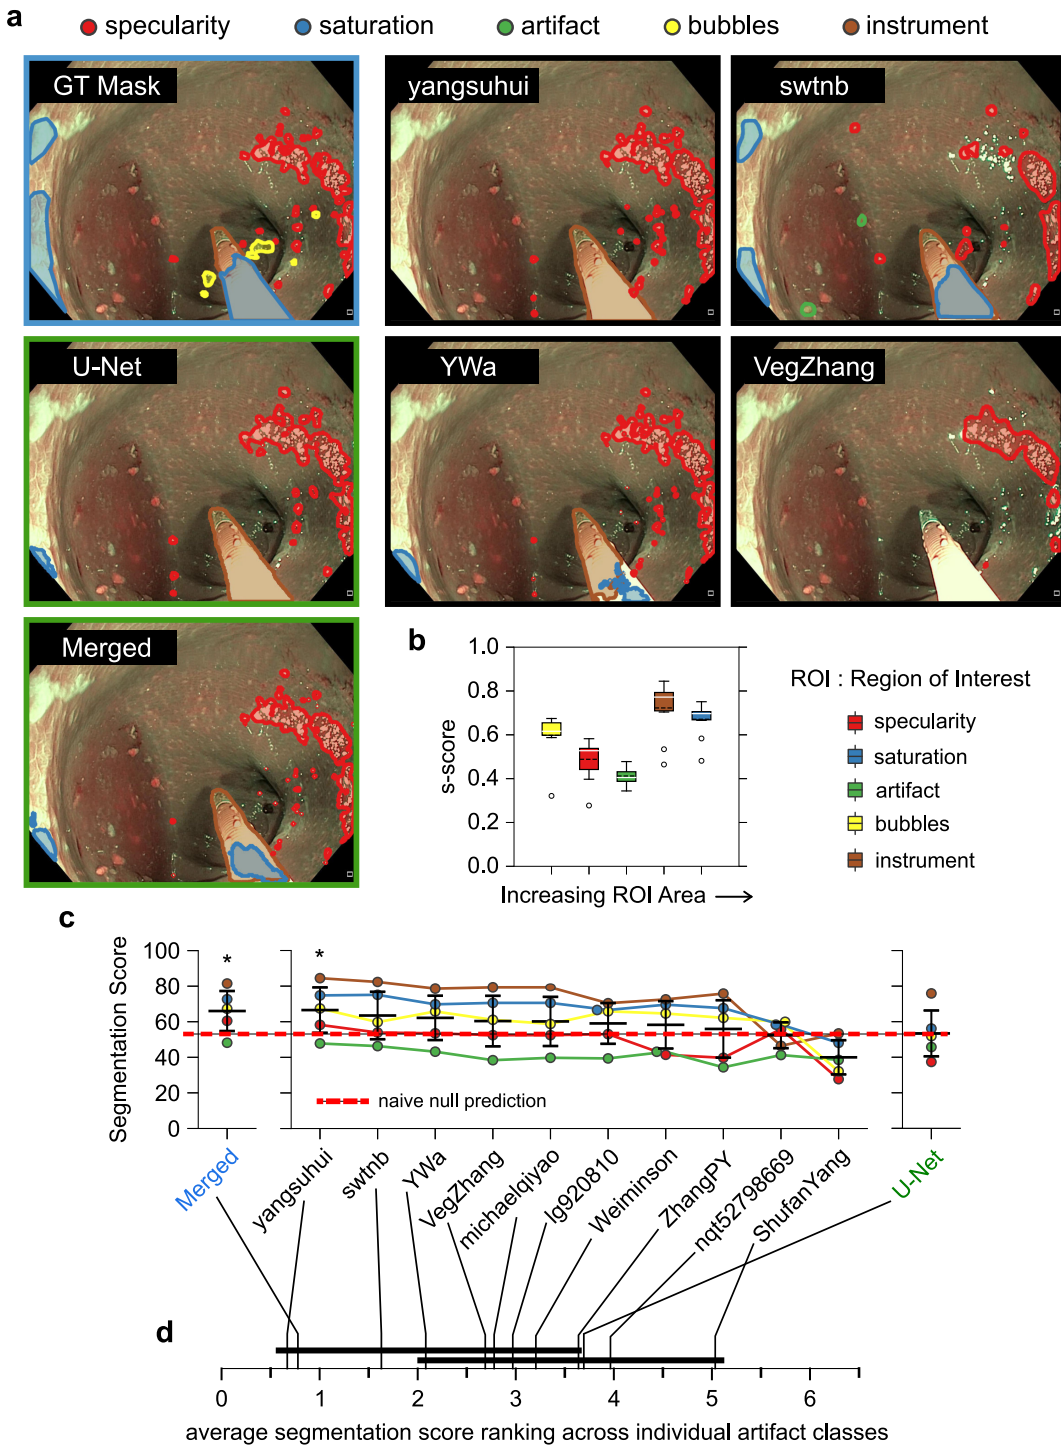 a
specularity saturation artifact bubbles instrument
GT Mask yangsuhui swtnb
U-Net YWa VegZhang
Merged
b
s-score
1.0
0.8
0.6
0.4
0.2
0.0
Increasing ROI Area
ROI : Region of Interest
specularity
saturation
artifact
bubbles
instrument
c
Segmentation Score
100
80
60
40
20
0
*
*
naive null prediction
Merged
yangsuhui
swtnb
YWa
VegZhang
michaelqiyao
lg920810
Weiminson
ZhangPY
nqt52798669
ShufanYang
U-Net
d
0 1 2 3 4 5 6
average segmentation score ranking across individual artifact classes